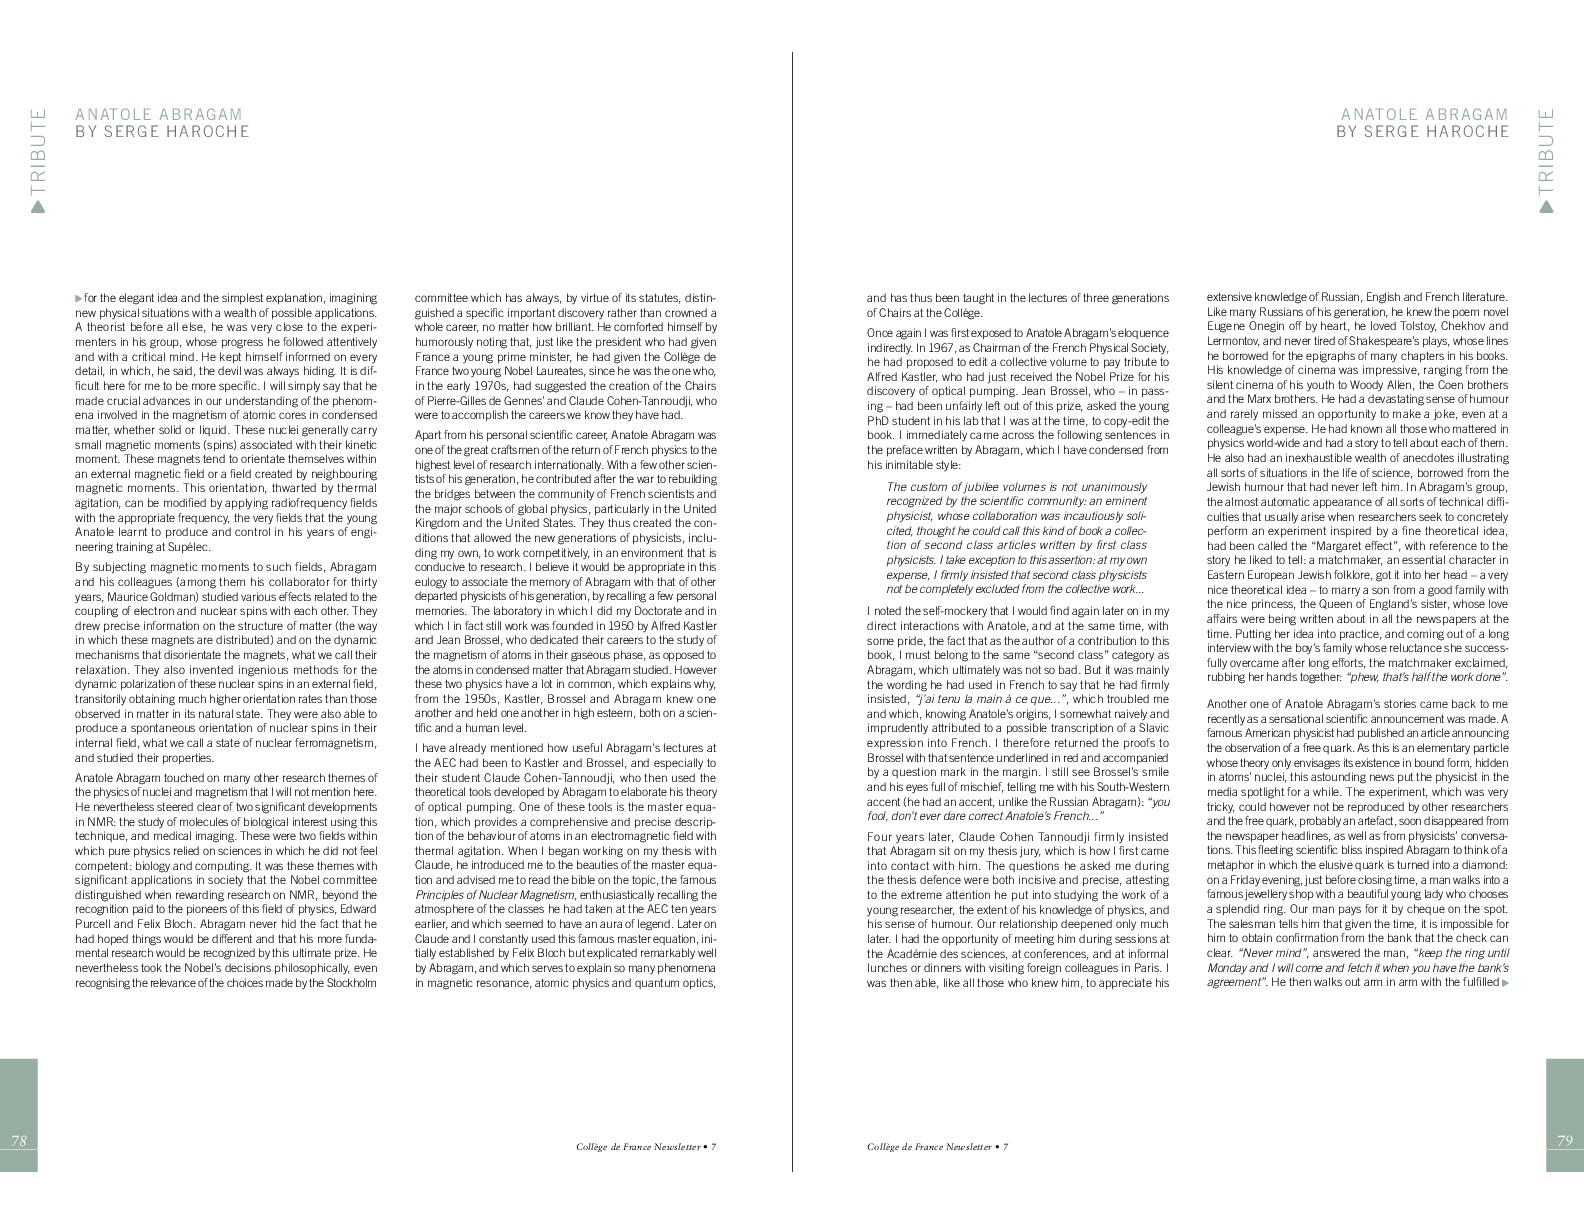 TRIBUTE
ANATOLE ABRAGAM
BY SERGE HAROCHE
for the elegant idea and the simplest explanation, imagining
new physical situations with a wealth of possible applications.
A theorist before all else, he was very close to the experi-
menters in his group, whose progress he followed attentively
and with a critical mind. He kept himself informed on every
detail, in which, he said, the devil was always hiding. It is dif-
ficult here for me to be more specific. I will simply say that he
made crucial advances in our understanding of the phenom-
ena involved in the magnetism of atomic cores in condensed
matter, whether solid or liquid. These nuclei generally carry
small magnetic moments (spins) associated with their kinetic
moment. These magnets tend to orientate themselves within
an external magnetic field or a field created by neighbouring
magnetic moments. This orientation, thwarted by thermal
agitation, can be modified by applying radiofrequency fields
with the appropriate frequency, the very fields that the young
Anatole learnt to produce and control in his years of engi-
neering training at Supélec.
By subjecting magnetic moments to such fields, Abragam
and his colleagues (among them his collaborator for thirty
years, Maurice Goldman) studied various effects related to the
coupling of electron and nuclear spins with each other. They
drew precise information on the structure of matter (the way
in which these magnets are distributed) and on the dynamic
mechanisms that disorientate the magnets, what we call their
relaxation. They also invented ingenious methods for the
dynamic polarization of these nuclear spins in an external field,
transitorily obtaining much higher orientation rates than those
observed in matter in its natural state. They were also able to
produce a spontaneous orientation of nuclear spins in their
internal field, what we call a state of nuclear ferromagnetism,
and studied their properties.
Anatole Abragam touched on many other research themes of
the physics of nuclei and magnetism that I will not mention here.
He nevertheless steered clear of two significant developments
in NMR: the study of molecules of biological interest using this
technique, and medical imaging. These were two fields within
which pure physics relied on sciences in which he did not feel
competent: biology and computing. It was these themes with
significant applications in society that the Nobel committee
distinguished when rewarding research on NMR, beyond the
recognition paid to the pioneers of this field of physics, Edward
Purcell and Felix Bloch. Abragam never hid the fact that he
had hoped things would be different and that his more funda-
mental research would be recognized by this ultimate prize. He
nevertheless took the Nobel's decisions philosophically, even
recognising the relevance of the choices made by the Stockholm
committee which has always, by virtue of its statutes, distin-
guished a specific important discovery rather than crowned a
whole career, no matter how brilliant. He comforted himself by
humorously noting that, just like the president who had given
France a young prime minister, he had given the Collège de
France two young Nobel Laureates, since he was the one who,
in the early 1970s, had suggested the creation of the Chairs
of Pierre-Gilles de Gennes' and Claude Cohen-Tannoudji, who
were to accomplish the careers we know they have had.
Apart from his personal scientific career, Anatole Abragam was
one of the great craftsmen of the return of French physics to the
highest level of research internationally. With a few other scien-
tists of his generation, he contributed after the war to rebuilding
the bridges between the community of French scientists and
the major schools of global physics, particularly in the United
Kingdom and the United States. They thus created the con-
ditions that allowed the new generations of physicists, inclu-
ding my own, to work competitively, in an environment that is
conducive to research. I believe it would be appropriate in this
eulogy to associate the memory of Abragam with that of other
departed physicists of his generation, by recalling a few personal
memories. The laboratory in which I did my Doctorate and in
which I in fact still work was founded in 1950 by Alfred Kastler
and Jean Brossel, who dedicated their careers to the study of
the magnetism of atoms in their gaseous phase, as opposed to
the atoms in condensed matter that Abragam studied. However
these two physics have a lot in common, which explains why,
from the 1950s, Kastler, Brossel and Abragam knew one
another and held one another in high esteem, both on a scien-
tific and a human level.
I have already mentioned how useful Abragam's lectures at
the AEC had been to Kastler and Brossel, and especially to
their student Claude Cohen-Tannoudji, who then used the
theoretical tools developed by Abragam to elaborate his theory
of optical pumping. One of these tools is the master equa-
tion, which provides a comprehensive and precise descrip-
tion of the behaviour of atoms in an electromagnetic field with
thermal agitation. When I began working on my thesis with
Claude, he introduced me to the beauties of the master equa-
tion and advised me to read the bible on the topic, the famous
Principles of Nuclear Magnetism, enthusiastically recalling the
atmosphere of the classes he had taken at the AEC ten years
earlier, and which seemed to have an aura of legend. Later on
Claude and I constantly used this famous master equation, ini-
tially established by Felix Bloch but explicated remarkably well
by Abragam, and which serves to explain so many phenomena
in magnetic resonance, atomic physics and quantum optics,
78
Collège de France Newsletter • 7
ANATOLE ABRAGAM
BY SERGE HAROCHE
TRIBUTE
and has thus been taught in the lectures of three generations
of Chairs at the Collège.
Once again I was first exposed to Anatole Abragam's eloquence
indirectly. In 1967, as Chairman of the French Physical Society,
he had proposed to edit a collective volume to pay tribute to
Alfred Kastler, who had just received the Nobel Prize for his
discovery of optical pumping. Jean Brossel, who – in pass-
ing – had been unfairly left out of this prize, asked the young
PhD student in his lab that I was at the time, to copy-edit the
book. I immediately came across the following sentences in
the preface written by Abragam, which I have condensed from
his inimitable style:
The custom of jubilee volumes is not unanimously
recognized by the scientific community: an eminent
physicist, whose collaboration was incautiously soli-
cited, thought he could call this kind of book a collec-
tion of second class articles written by first class
physicists. I take exception to this assertion: at my own
expense, I firmly insisted that second class physicists
not be completely excluded from the collective work...
I noted the self-mockery that I would find again later on in my
direct interactions with Anatole, and at the same time, with
some pride, the fact that as the author of a contribution to this
book, I must belong to the same “second class” category as
Abragam, which ultimately was not so bad. But it was mainly
the wording he had used in French to say that he had firmly
insisted, “j'ai tenu la main à ce que...”, which troubled me
and which, knowing Anatole's origins, I somewhat naively and
imprudently attributed to a possible transcription of a Slavic
expression into French. I therefore returned the proofs to
Brossel with that sentence underlined in red and accompanied
by a question mark in the margin. I still see Brossel's smile
and his eyes full of mischief, telling me with his South-Western
accent (he had an accent, unlike the Russian Abragam): “you
fool, don't ever dare correct Anatole's French...”
Four years later, Claude Cohen Tannoudji firmly insisted
that Abragam sit on my thesis jury, which is how I first came
into contact with him. The questions he asked me during
the thesis defence were both incisive and precise, attesting
to the extreme attention he put into studying the work of a
young researcher, the extent of his knowledge of physics, and
his sense of humour. Our relationship deepened only much
later. I had the opportunity of meeting him during sessions at
the Académie des sciences, at conferences, and at informal
lunches or dinners with visiting foreign colleagues in Paris. I
was then able, like all those who knew him, to appreciate his
extensive knowledge of Russian, English and French literature.
Like many Russians of his generation, he knew the poem novel
Eugene Onegin off by heart, he loved Tolstoy, Chekhov and
Lermontov, and never tired of Shakespeare's plays, whose lines
he borrowed for the epigraphs of many chapters in his books.
His knowledge of cinema was impressive, ranging from the
silent cinema of his youth to Woody Allen, the Coen brothers
and the Marx brothers. He had a devastating sense of humour
and rarely missed an opportunity to make a joke, even at a
colleague's expense. He had known all those who mattered in
physics world-wide and had a story to tell about each of them.
He also had an inexhaustible wealth of anecdotes illustrating
all sorts of situations in the life of science, borrowed from the
Jewish humour that had never left him. In Abragam's group,
the almost automatic appearance of all sorts of technical diffi-
culties that usually arise when researchers seek to concretely
perform an experiment inspired by a fine theoretical idea,
had been called the “Margaret effect”, with reference to the
story he liked to tell: a matchmaker, an essential character in
Eastern European Jewish folklore, got it into her head – a very
nice theoretical idea – to marry a son from a good family with
the nice princess, the Queen of England's sister, whose love
affairs were being written about in all the newspapers at the
time. Putting her idea into practice, and coming out of a long
interview with the boy's family whose reluctance she success-
fully overcame after long efforts, the matchmaker exclaimed,
rubbing her hands together: “phew, that's half the work done”.
Another one of Anatole Abragam's stories came back to me
recently as a sensational scientific announcement was made. A
famous American physicist had published an article announcing
the observation of a free quark. As this is an elementary particle
whose theory only envisages its existence in bound form, hidden
in atoms' nuclei, this astounding news put the physicist in the
media spotlight for a while. The experiment, which was very
tricky, could however not be reproduced by other researchers
and the free quark, probably an artefact, soon disappeared from
the newspaper headlines, as well as from physicists' conversa-
tions. This fleeting scientific bliss inspired Abragam to think of a
metaphor in which the elusive quark is turned into a diamond:
on a Friday evening, just before closing time, a man walks into a
famous jewellery shop with a beautiful young lady who chooses
a splendid ring. Our man pays for it by cheque on the spot.
The salesman tells him that given the time, it is impossible for
him to obtain confirmation from the bank that the check can
clear. “Never mind”, answered the man, “keep the ring until
Monday and I will come and fetch it when you have the bank's
agreement”. He then walks out arm in arm with the fulfilled
Collège de France Newsletter • 7
79